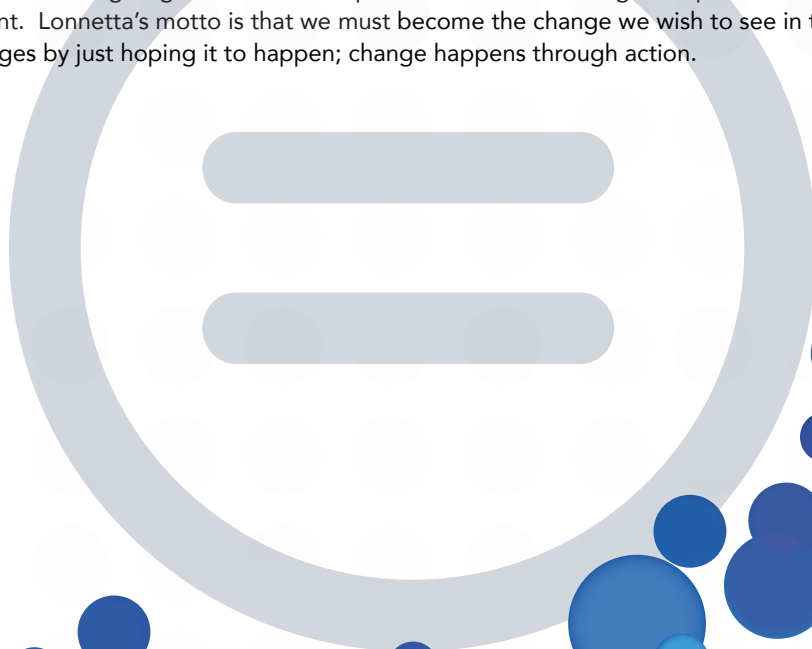 nt.  Lonnetta's motto is that we must become the change we wish to see in t
ges by just hoping it to happen; change happens through action.